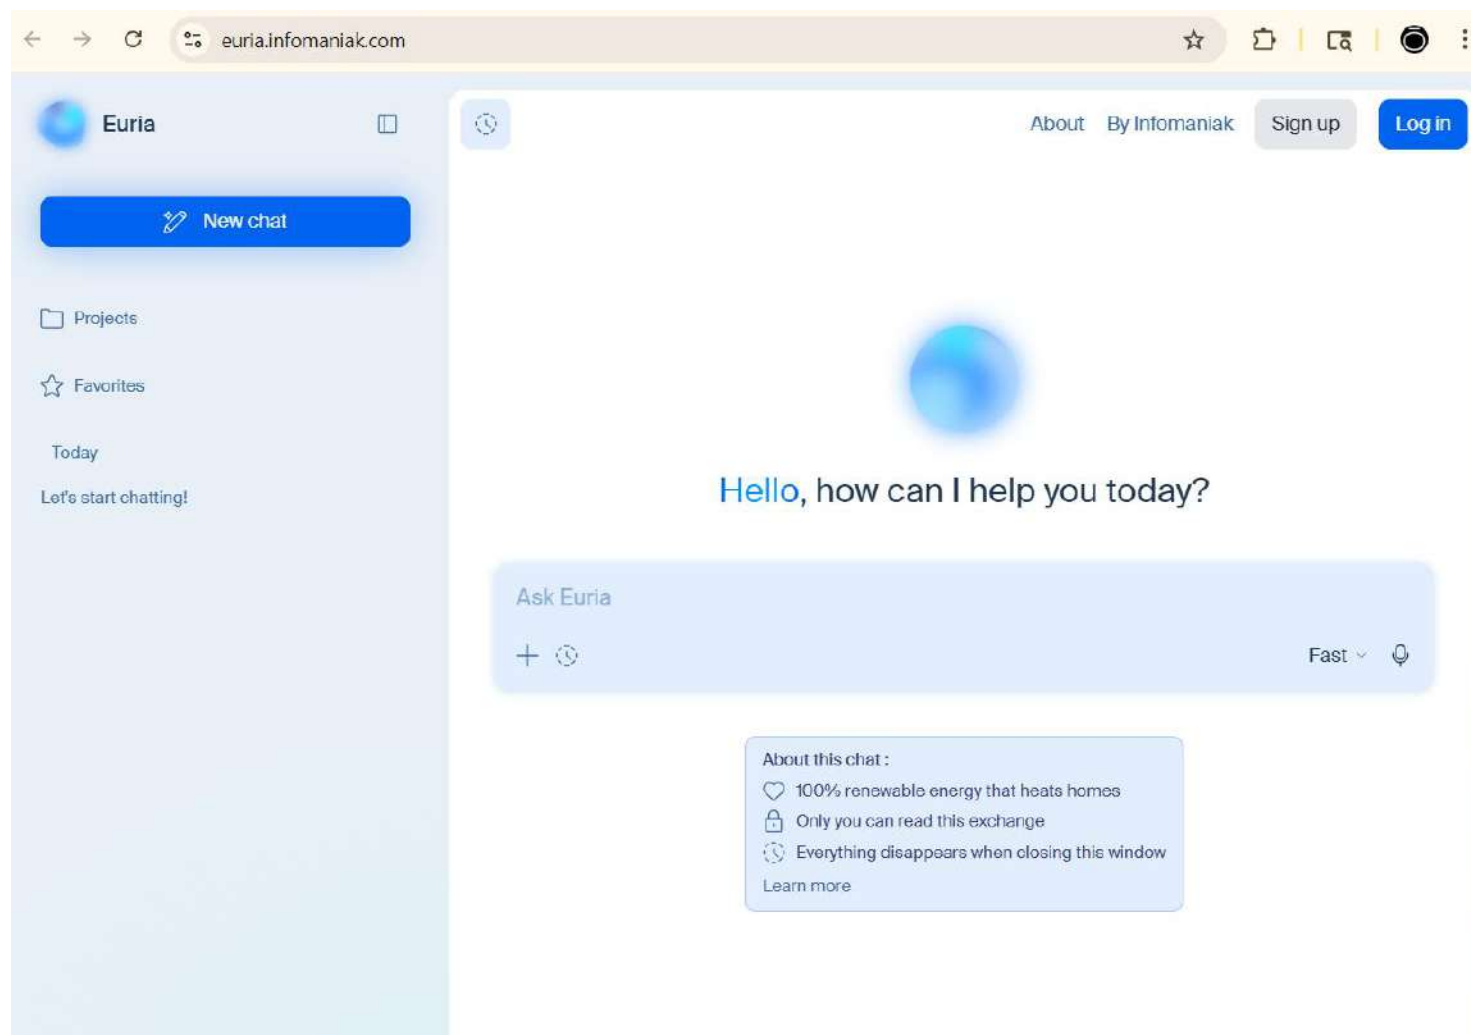 euria.infomaniak.com
Euria
New chat
Projects
Favorites
Today
Let's start chatting!
About By Infomaniak Sign up Log in
Hello, how can I help you today?
Ask Euria
Fast
About this chat :
100% renewable energy that heats homes
Only you can read this exchange
Everything disappears when closing this window
Learn more